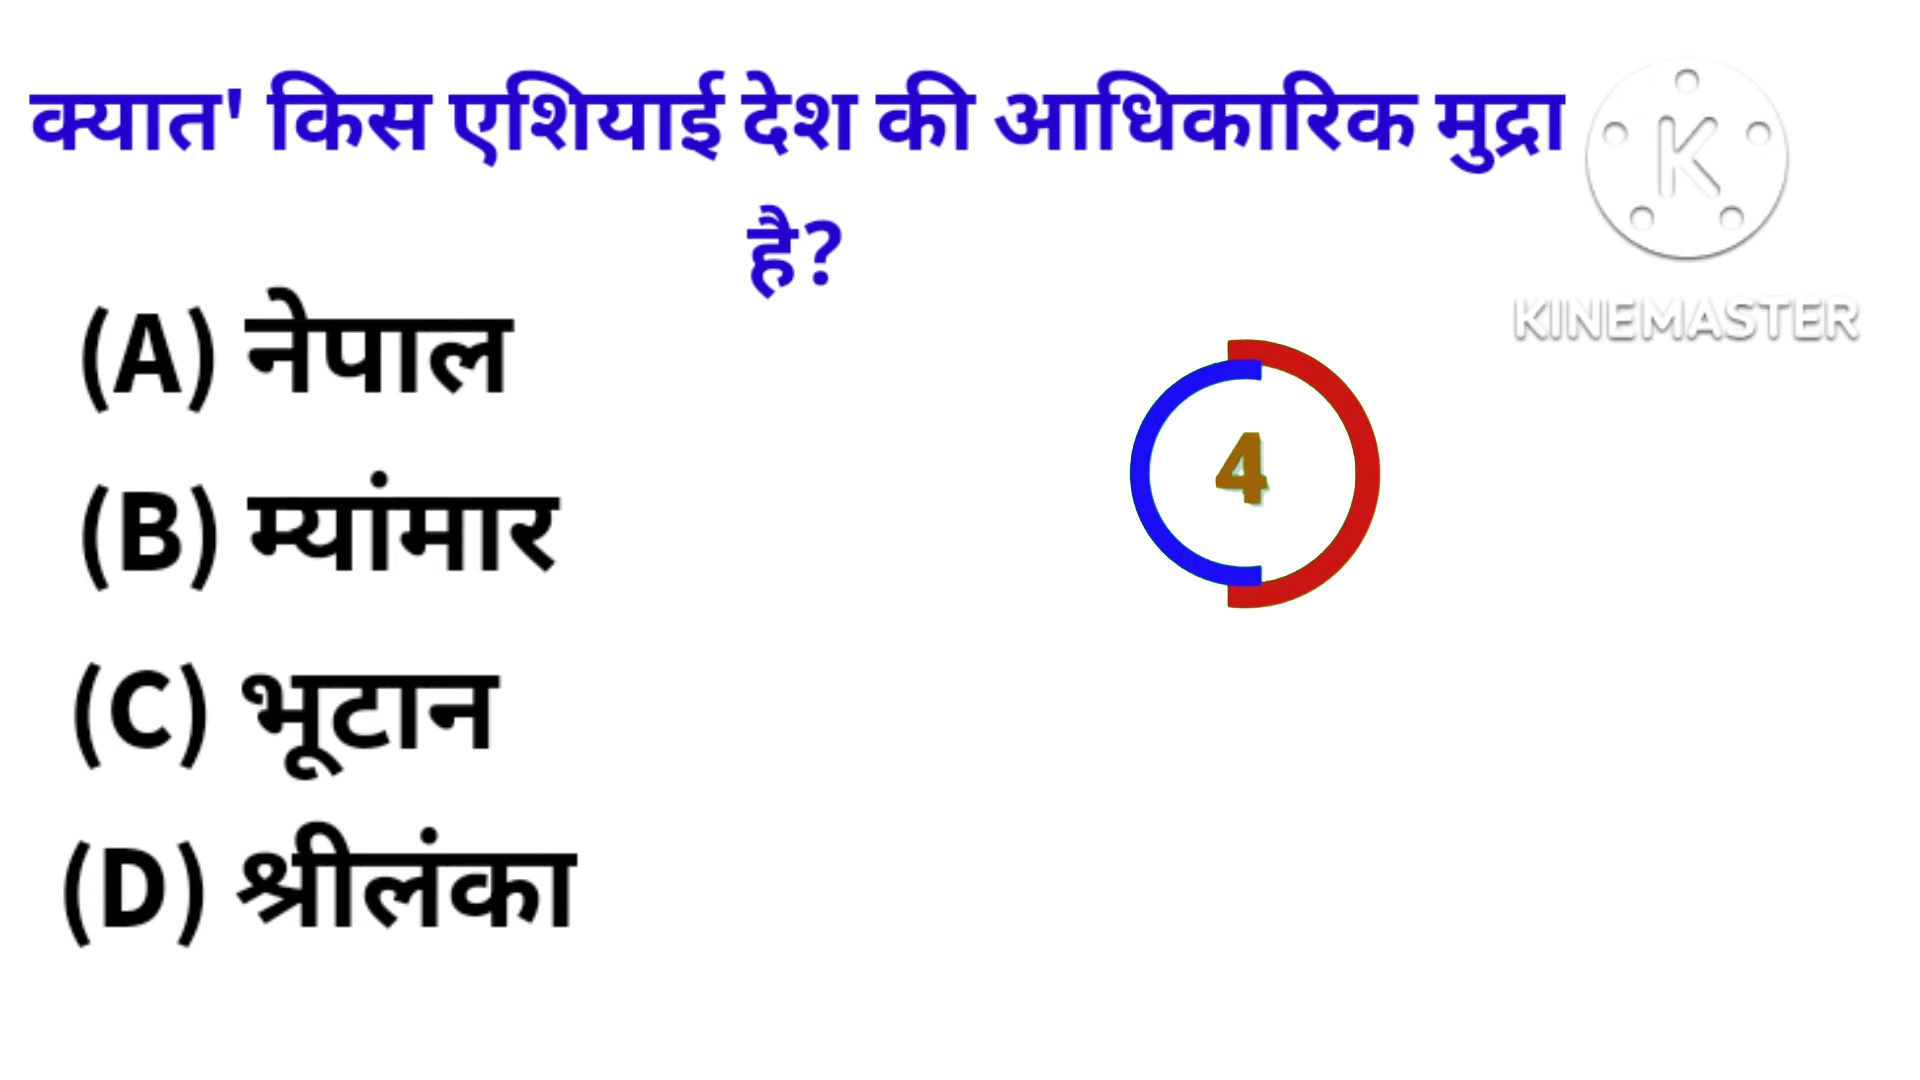 क्यात' किस एशियाई देश की आधिकारिक मुद्रा
है?
(A) नेपाल
(B) म्यांमार
(C) भूटान
(D) श्रीलंका
4
K
KINEMASTER